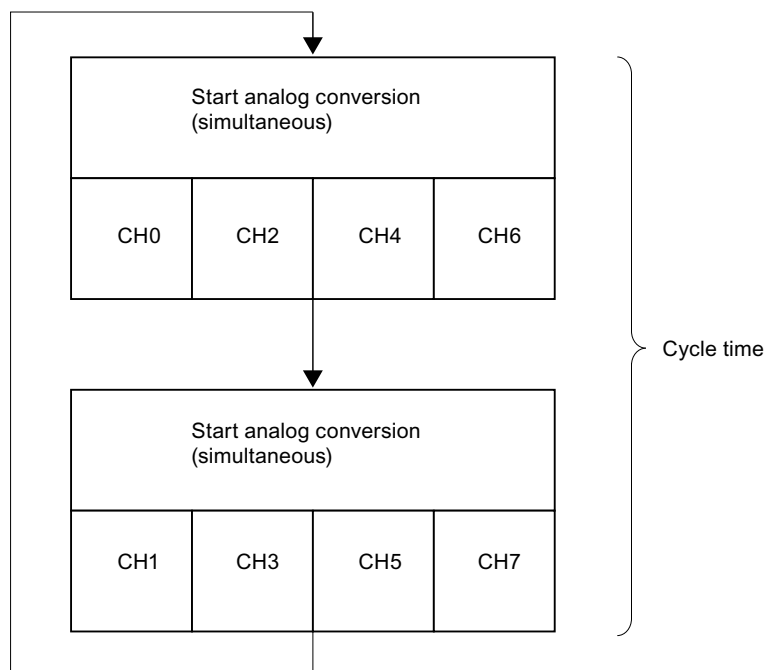 Start analog conversion
(simultaneous)
CH0
CH2
CH4
CH6
Cycle time
Start analog conversion
(simultaneous)
CH1
CH3
CH5
CH7